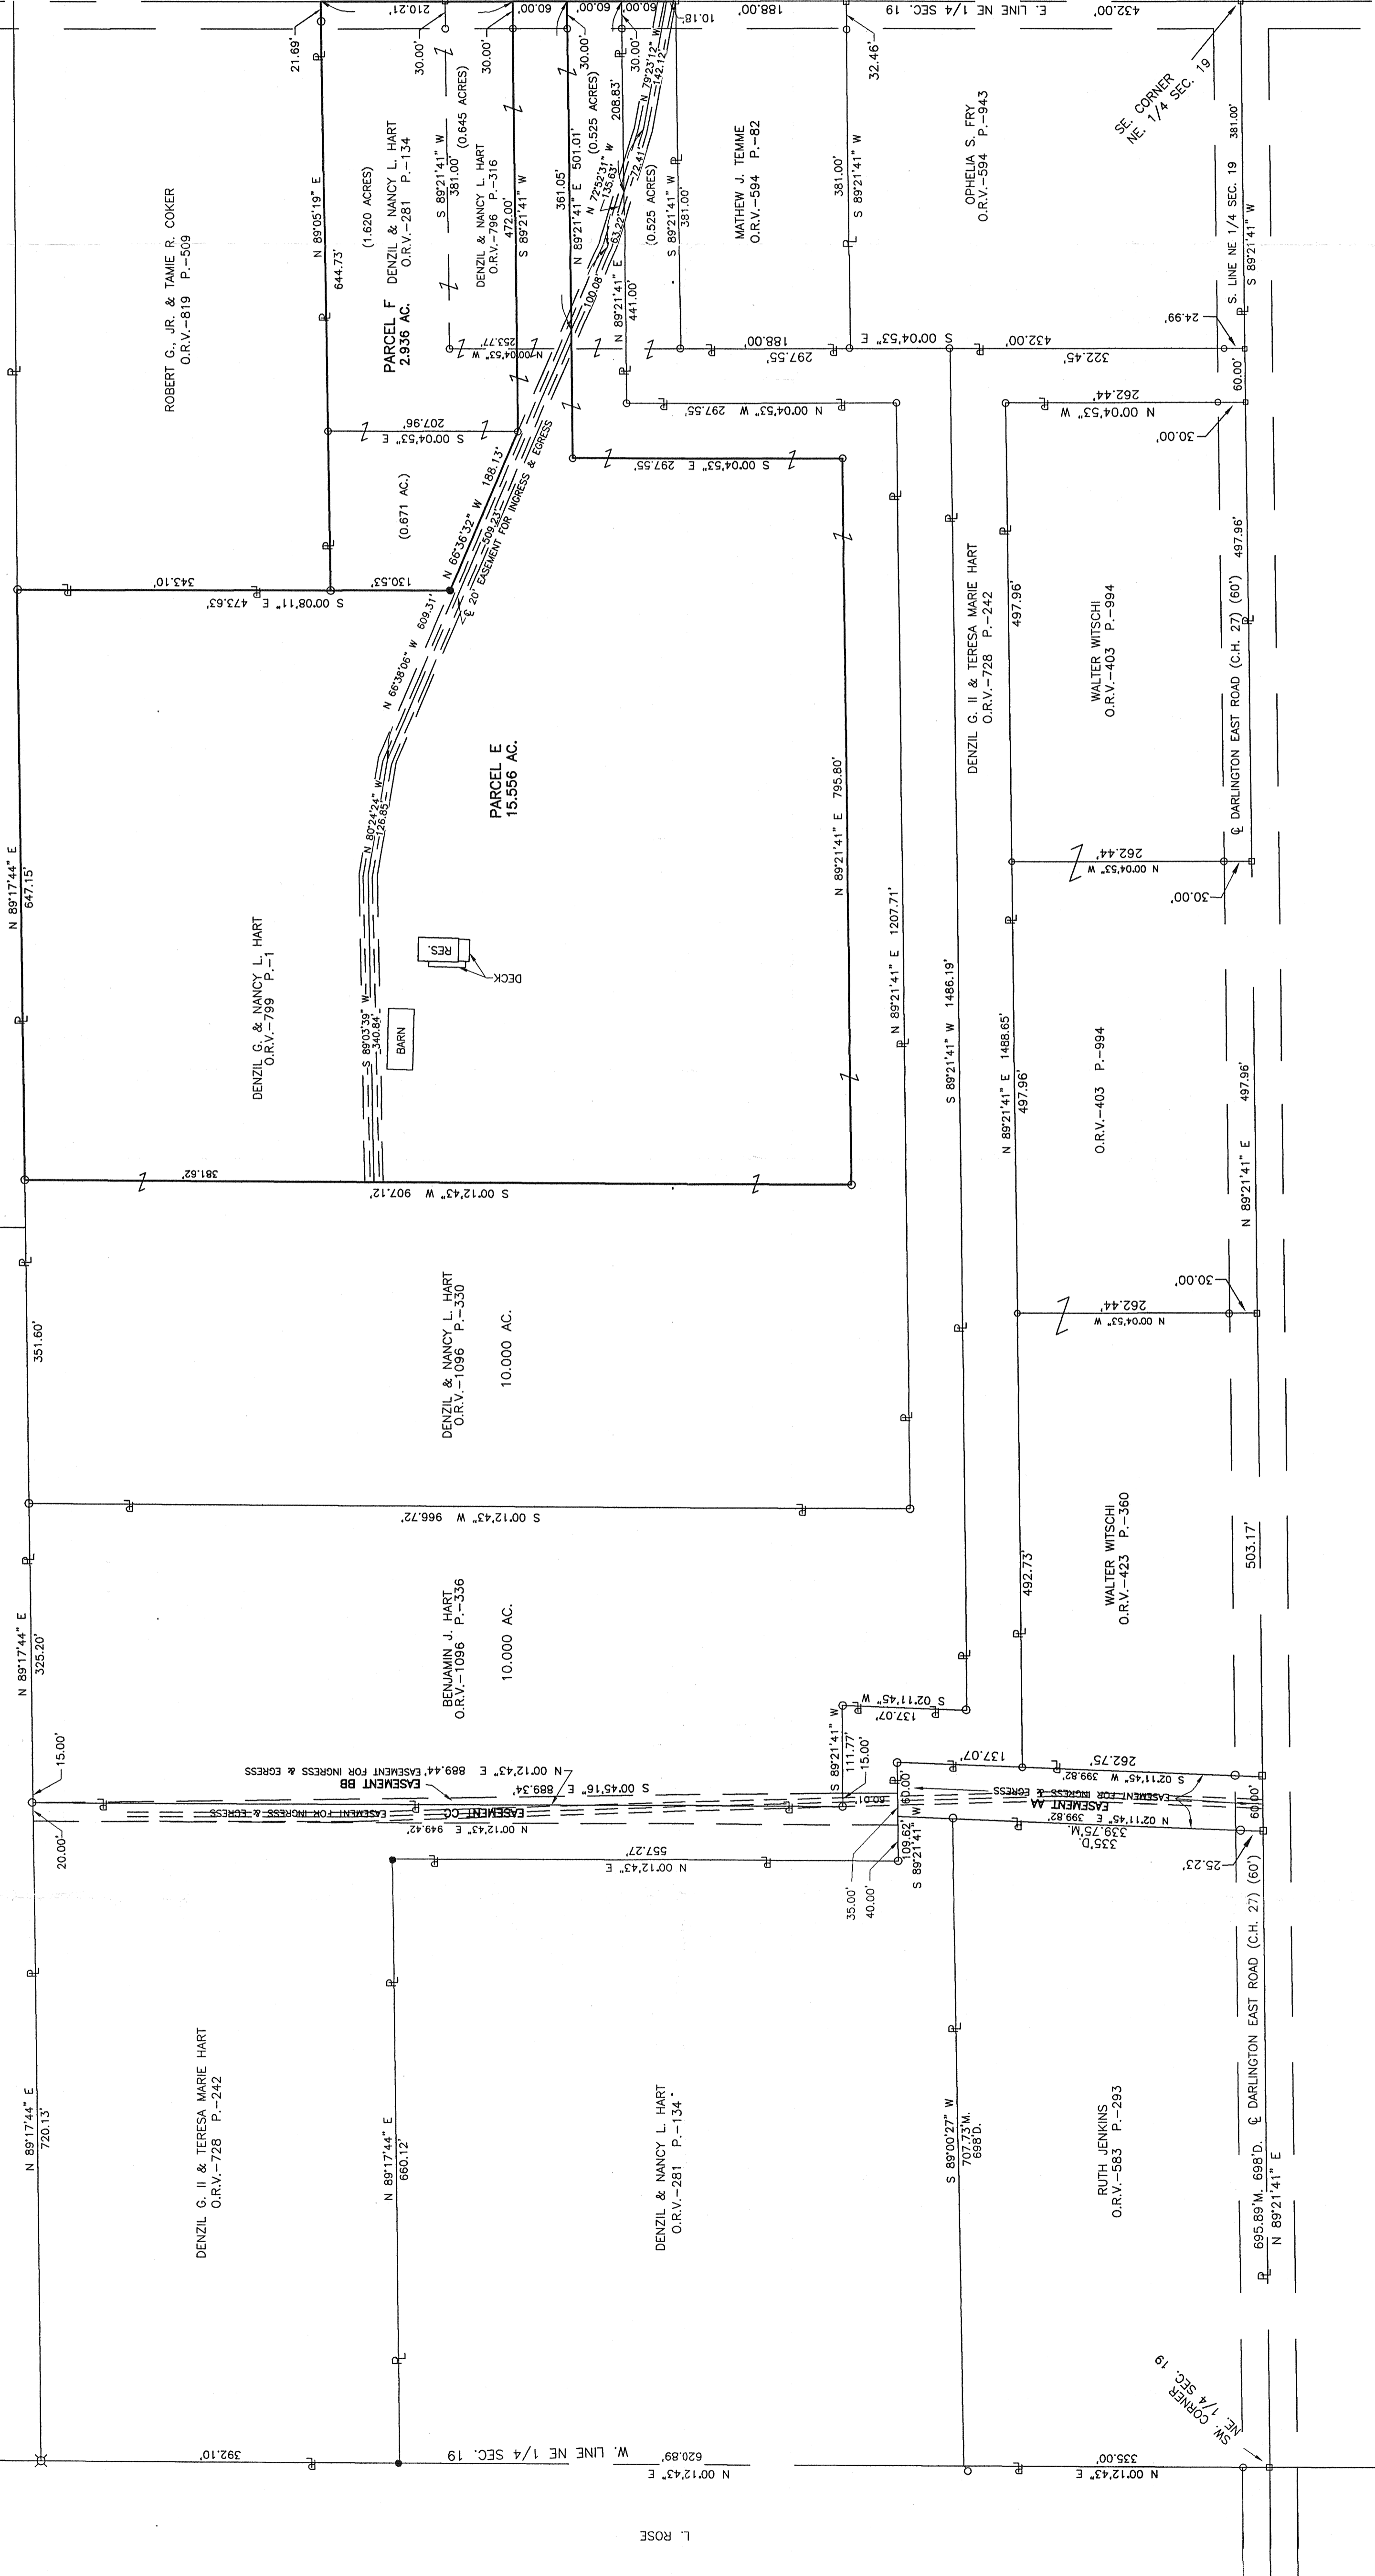 21.69'
210.21'
30.00'
30.00'
60.00'
60.00'
30.00'
60.00'
30.00'
10.18'
188.00'
32.46'
E. LINE NE 1/4 SEC. 19
432.00'
SE. CORNER
NE. 1/4 SEC. 19
ROBERT G., JR. & TAMIE R. COKER
O.R.V.-819 P.-509
N 89°05'19" E
644.73'
(1.620 ACRES)
DENZIL & NANCY L. HART
O.R.V.-281 P.-134
S 89°21'41" W
381.00'
(0.645 ACRES)
DENZIL & NANCY L. HART
O.R.V.-796 P.-316
472.00'
S 89°21'41" W
361.05'
N 89°21'41" E 501.01'
(0.525 ACRES)
N 72°52'31" W
135.63'
208.83'
N 79°23'12" W
142.12'
72.41'
63.22'
100.08'
(0.525 ACRES)
N 89°21'41" E
441.00'
S 89°21'41" W
381.00'
MATHEW J. TEMME
O.R.V.-594 P.-82
381.00'
S 89°21'41" W
OPHELIA S. FRY
O.R.V.-594 P.-943
S. LINE NE 1/4 SEC. 19
381.00'
S 89°21'41" W
24.99'
PARCEL F
2.936 AC.
253.77'
N 00°04'53" W
188.00'
297.55'
S 00°04'53" E
432.00'
322.45'
60.00'
207.96'
S 00°04'53" E
(0.671 AC.)
N 66°36'32" W 188.13'
509.23'
℄ 20' EASEMENT FOR INGRESS & EGRESS
S 00°04'53" E 297.55'
N 00°04'53" W 297.55'
262.44'
N 00°04'53" W
30.00'
343.10'
130.53'
S 00°08'11" E 473.63'
N 66°38'06" W 609.31'
N 80°24'24" W
126.85'
PARCEL E
15.556 AC.
N 89°21'41" E 795.80'
DENZIL G. II & TERESA MARIE HART
O.R.V.-728 P.-242
497.96'
WALTER WITSCHI
O.R.V.-403 P.-994
℄ DARLINGTON EAST ROAD (C.H. 27) (60')
497.96'
262.44'
N 00°04'53" W
30.00'
N 89°17'44" E
647.15'
DENZIL G. & NANCY L. HART
O.R.V.-799 P.-1
RES.
DECK
BARN
S 89°03'39" W
340.84'
381.62'
S 00°12'43" W 907.12'
N 89°21'41" E 1207.71'
S 89°21'41" W 1486.19'
N 89°21'41" E 1488.65'
497.96'
O.R.V.-403 P.-994
N 89°21'41" E 497.96'
262.44'
N 00°04'53" W
30.00'
351.60'
DENZIL & NANCY L. HART
O.R.V.-1096 P.-330
10.000 AC.
S 00°12'43" W 966.72'
N 89°17'44" E
325.20'
BENJAMIN J. HART
O.R.V.-1096 P.-336
10.000 AC.
492.73'
WALTER WITSCHI
O.R.V.-423 P.-360
503.17'
15.00'
20.00'
N 00°12'43" E 889.44' EASEMENT FOR INGRESS & EGRESS
EASEMENT BB
S 00°45'16" E 889.34'
EASEMENT CC
EASEMENT FOR INGRESS & EGRESS
N 00°12'43" E 949.42'
S 89°21'41" W
111.77'
15.00'
137.07'
S 02°11'45" W
60.01'
60.00'
137.07'
262.75'
S 02°11'45" W 399.82'
EASEMENT FOR INGRESS & EGRESS
EASEMENT AA
N 02°11'45" E 399.82'
339.75'M.
335'D.
60.00'
25.23'
109.62'
S 89°21'41" W
35.00'
40.00'
557.27'
N 00°12'43" E
N 89°17'44" E
720.13'
DENZIL G. II & TERESA MARIE HART
O.R.V.-728 P.-242
N 89°17'44" E
660.12'
DENZIL & NANCY L. HART
O.R.V.-281 P.-134
S 89°00'27" W
707.73'M.
698'D.
RUTH JENKINS
O.R.V.-583 P.-293
695.89'M. 698'D. ℄ DARLINGTON EAST ROAD (C.H. 27) (60')
N 89°21'41" E
SW. CORNER
NE. 1/4 SEC. 19
392.10'
W. LINE NE 1/4 SEC. 19
620.89'
N 00°12'43" E
335.00'
N 00°12'43" E
L. ROSE